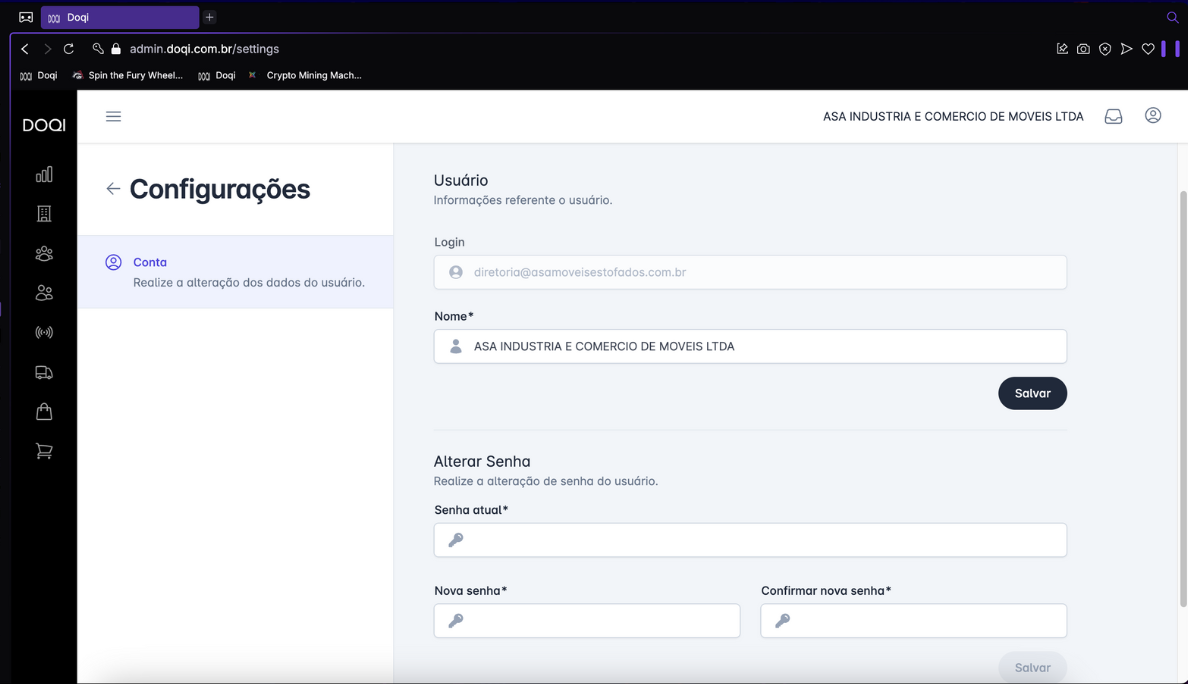 Doqi
admin.doqi.com.br/settings
Doqi
Spin the Fury Wheel...
Doqi
Crypto Mining Mach...
DOQI
ASA INDUSTRIA E COMERCIO DE MOVEIS LTDA
Configurações
Conta
Realize a alteração dos dados do usuário.
Usuário
Informações referente o usuário.
Login
diretoria@asamoveisestofados.com.br
Nome*
ASA INDUSTRIA E COMERCIO DE MOVEIS LTDA
Salvar
Alterar Senha
Realize a alteração de senha do usuário.
Senha atual*
Nova senha*
Confirmar nova senha*
Salvar